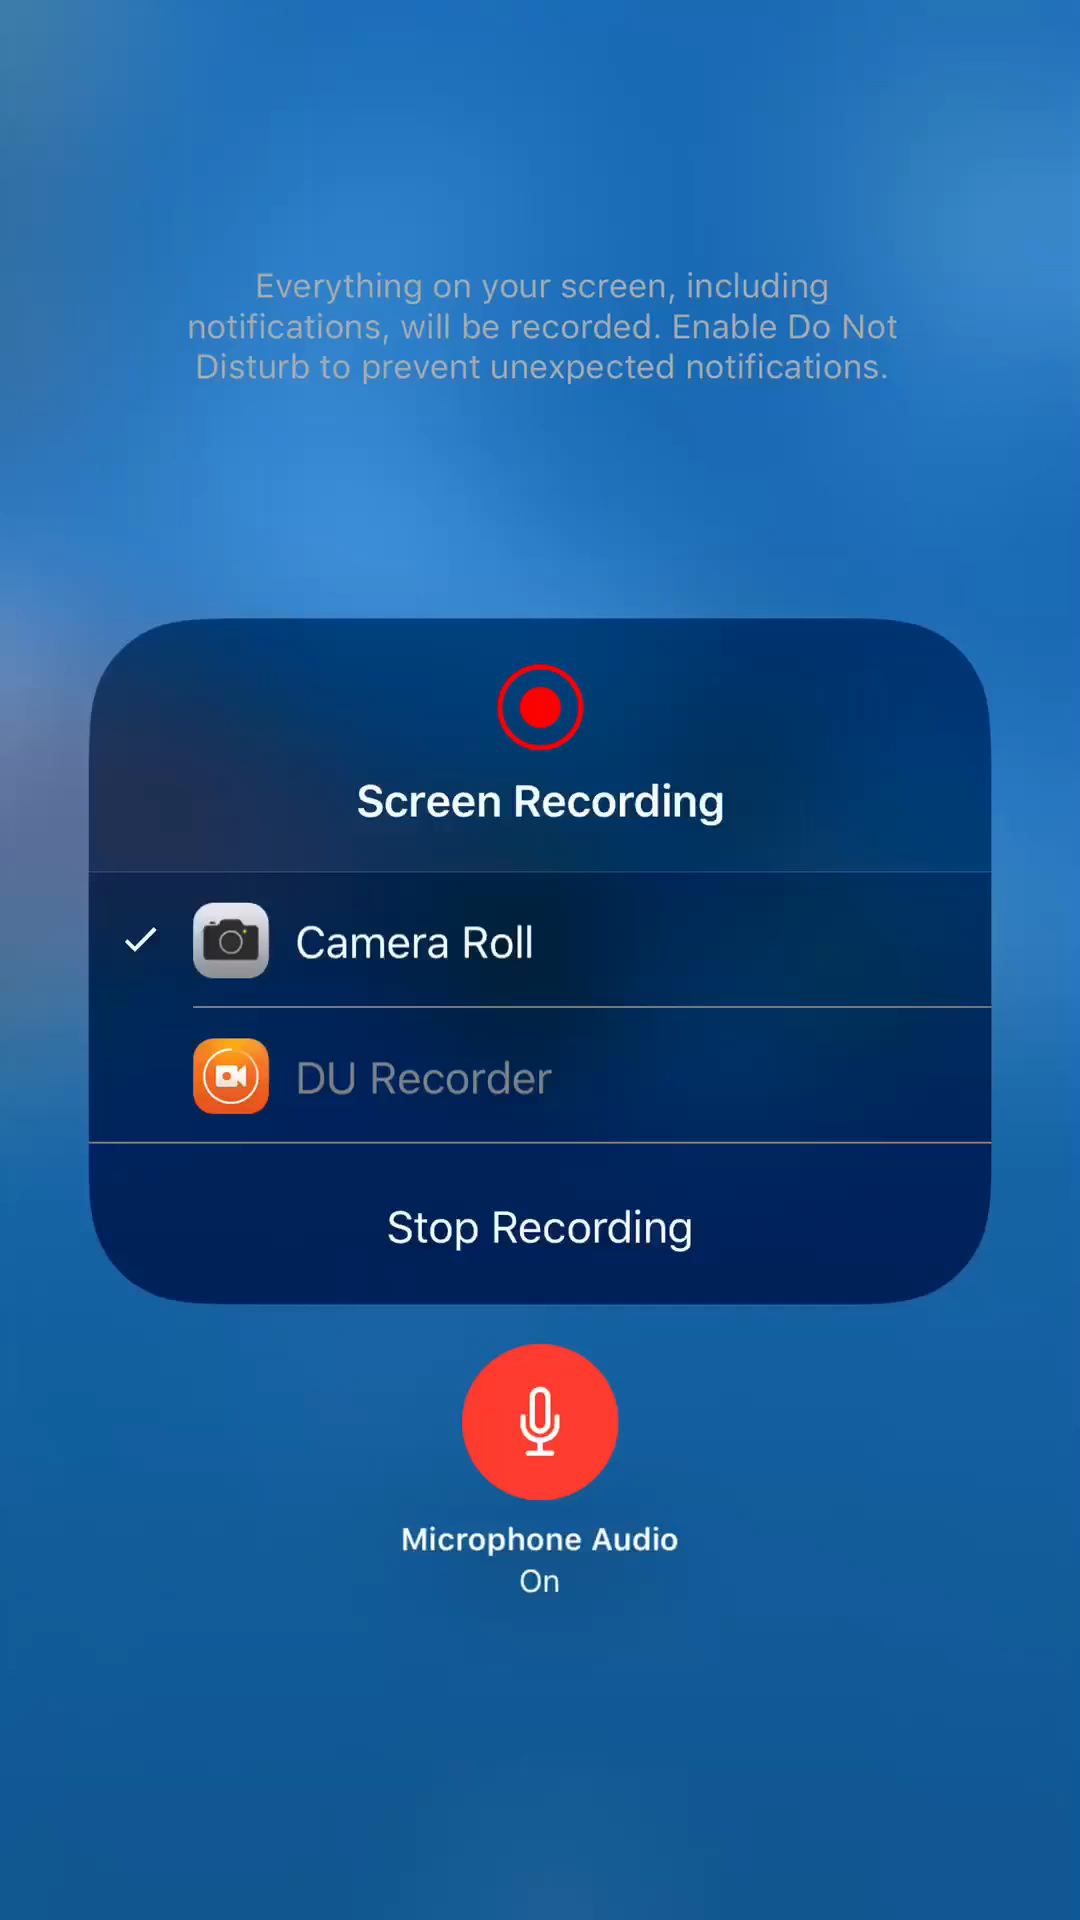 Everything on your screen, including
notifications, will be recorded. Enable Do Not
Disturb to prevent unexpected notifications.
Screen Recording
Camera Roll
DU Recorder
Stop Recording
Microphone Audio
On